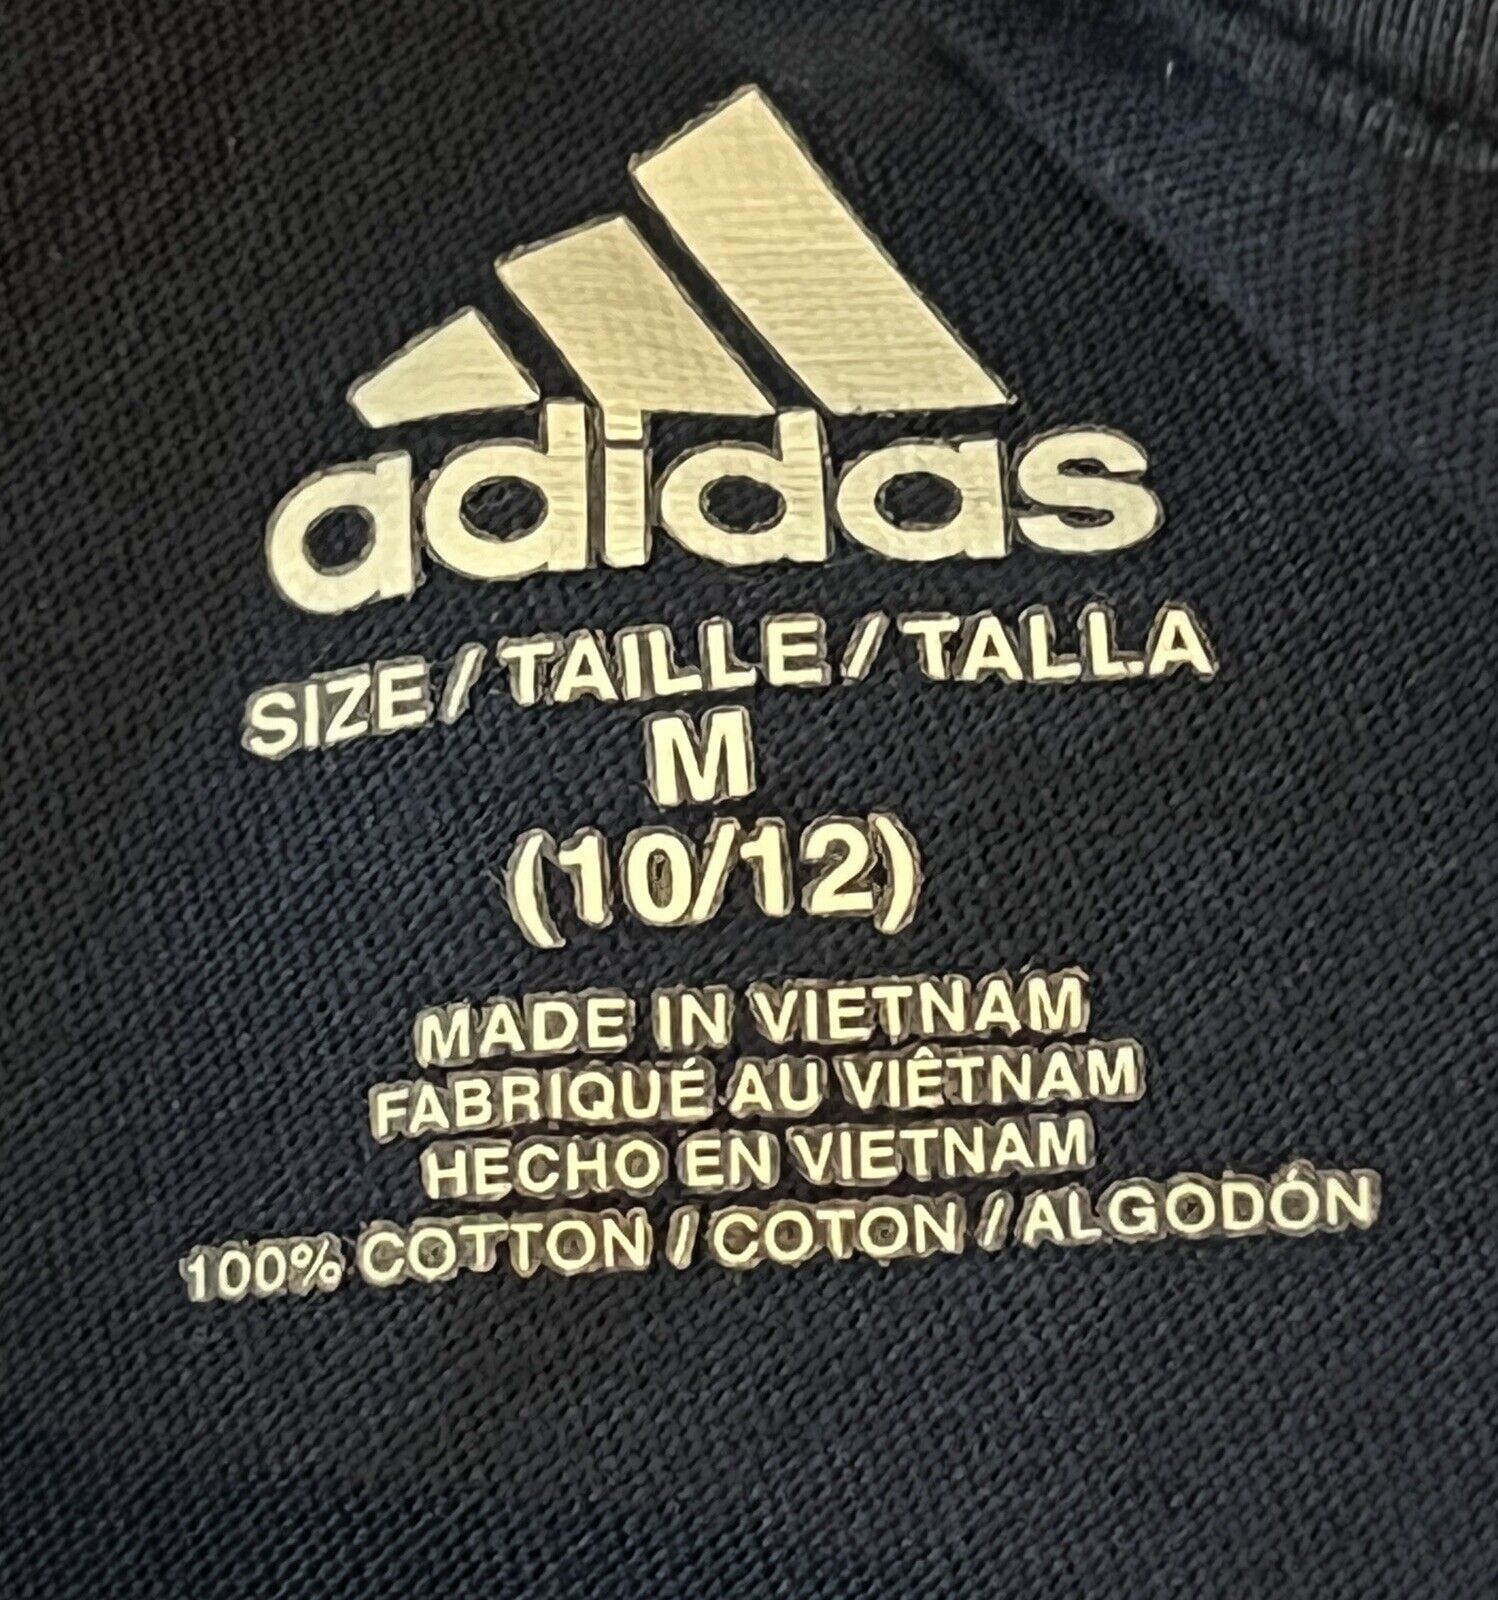 adidas
SIZE / TAILLE / TALLA
M
(10/12)
MADE IN VIETNAM
FABRIQUÉ AU VIÊTNAM
HECHO EN VIETNAM
100% COTTON / COTON / ALGODÓN